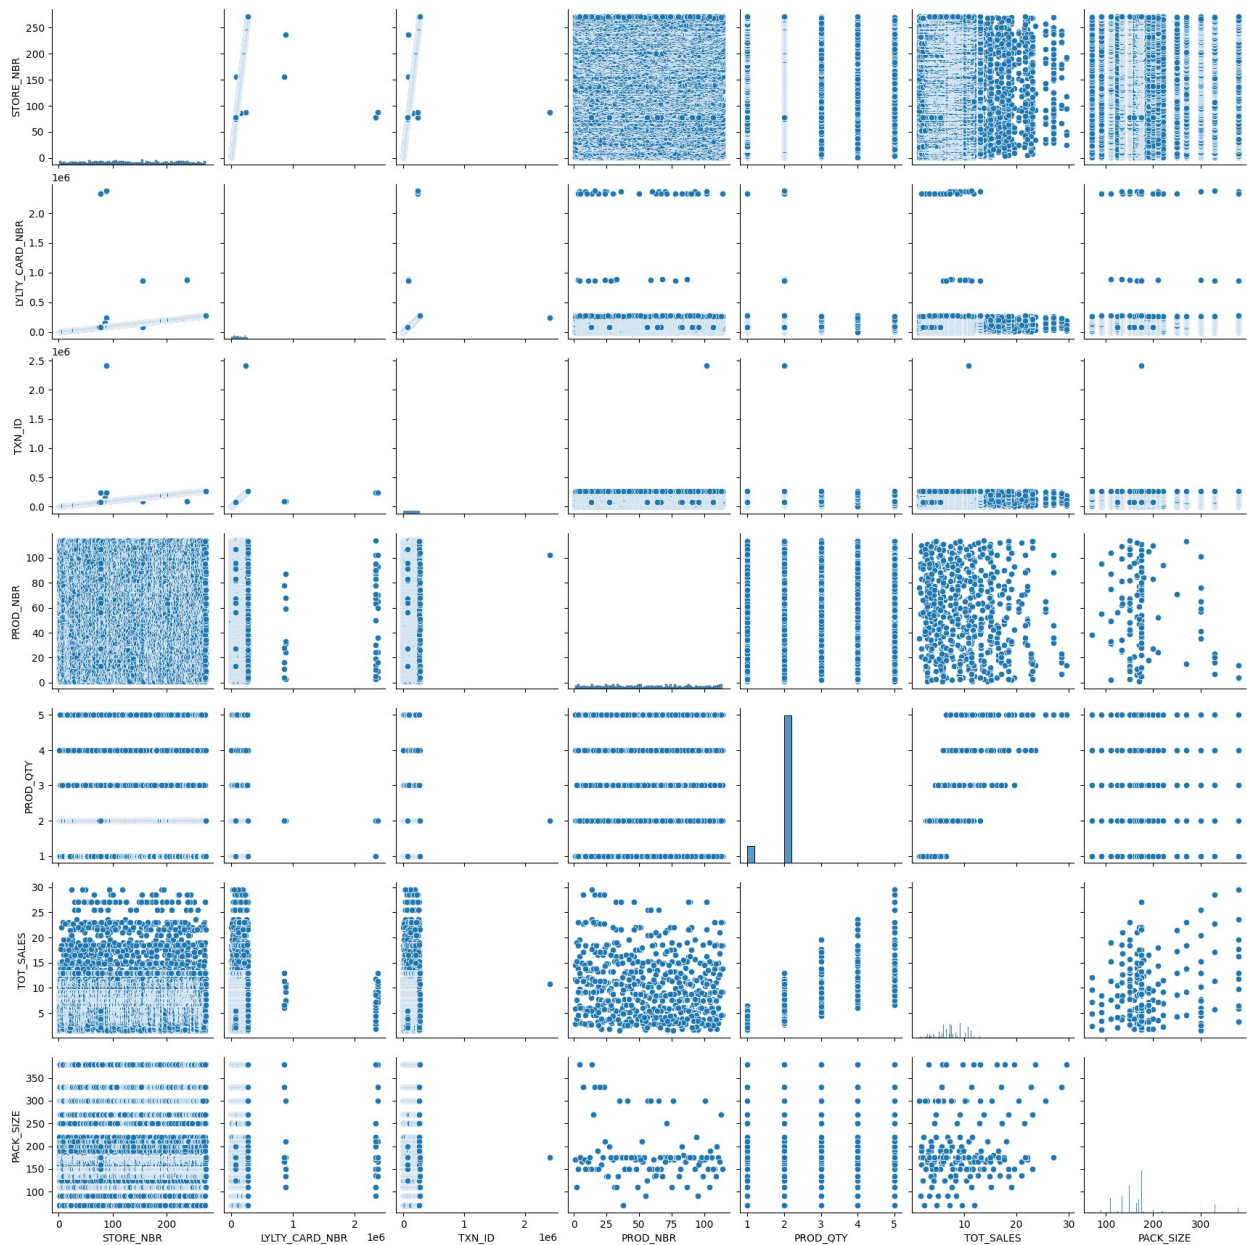 STORE_NBR
250
200
150
100
50
0
1e6
LYLTY_CARD_NBR
2.0
1.5
1.0
0.5
0.0
1e6
TXN_ID
2.5
2.0
1.5
1.0
0.5
0.0
PROD_NBR
100
80
60
40
20
0
PROD_QTY
5
4
3
2
1
TOT_SALES
30
25
20
15
10
5
PACK_SIZE
350
300
250
200
150
100
0 100 200
STORE_NBR
0 1 2
LYLTY_CARD_NBR 1e6
0 1 2
TXN_ID 1e6
0 25 50 75 100
PROD_NBR
1 2 3 4 5
PROD_QTY
10 20 30
TOT_SALES
100 200 300
PACK_SIZE